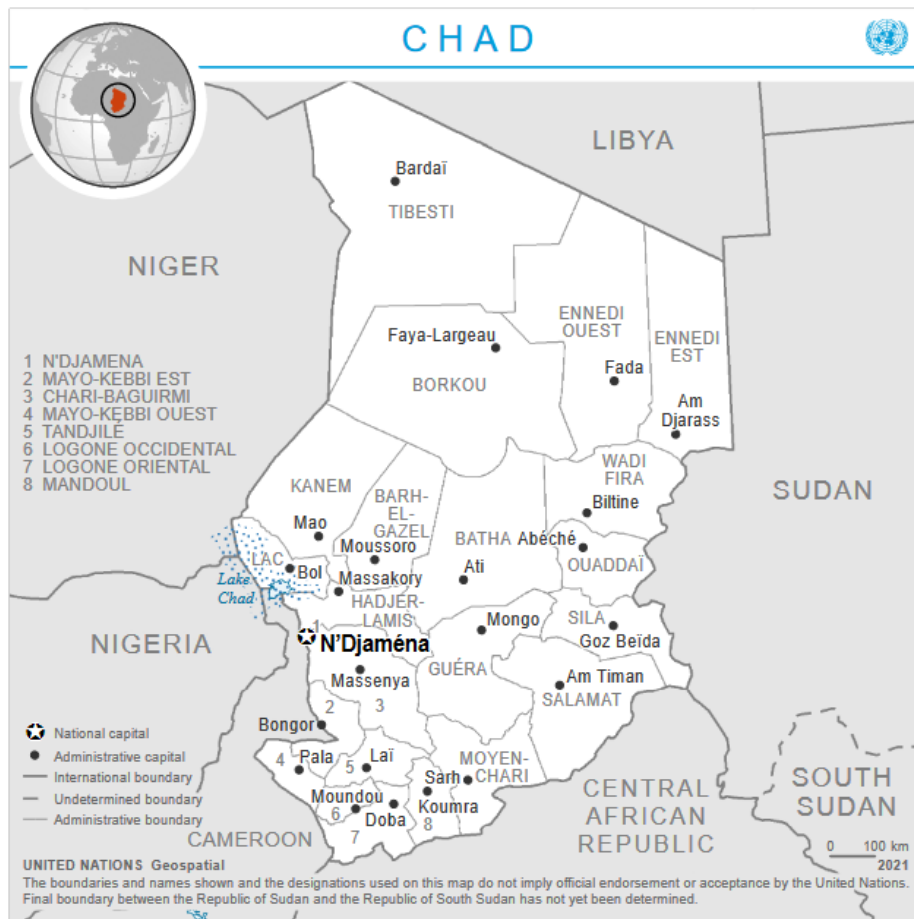 CHAD
LIBYA
Bardaï
TIBESTI
NIGER
ENNEDI
OUEST
ENNEDI
EST
Faya-Largeau
BORKOU
Fada
Am
Djarass
1 N'DJAMENA
2 MAYO-KEBBI EST
3 CHARI-BAGUIRMI
4 MAYO-KEBBI OUEST
5 TANDJILÉ
6 LOGONE OCCIDENTAL
7 LOGONE ORIENTAL
8 MANDOUL
WADI
FIRA
KANEM
BARH-
EL-
GAZEL
Biltine
SUDAN
Mao
Moussoro
BATHA
Abéché
LAC
Bol
Ati
OUADDAÏ
Lake
Chad
Massakory
HADJER-
LAMIS
Mongo
SILA
Goz Beïda
NIGERIA
1
N'Djaména
GUÉRA
Massenya
Am Timan
SALAMAT
2
3
Bongor
4
Pala
5
Laï
MOYEN-
CHARI
Sarh
Moundou
6
Doba
Koumra
8
7
CAMEROON
CENTRAL
AFRICAN
REPUBLIC
SOUTH
SUDAN
National capital
Administrative capital
International boundary
Undetermined boundary
Administrative boundary
0 100 km
2021
UNITED NATIONS Geospatial
The boundaries and names shown and the designations used on this map do not imply official endorsement or acceptance by the United Nations.
Final boundary between the Republic of Sudan and the Republic of South Sudan has not yet been determined.